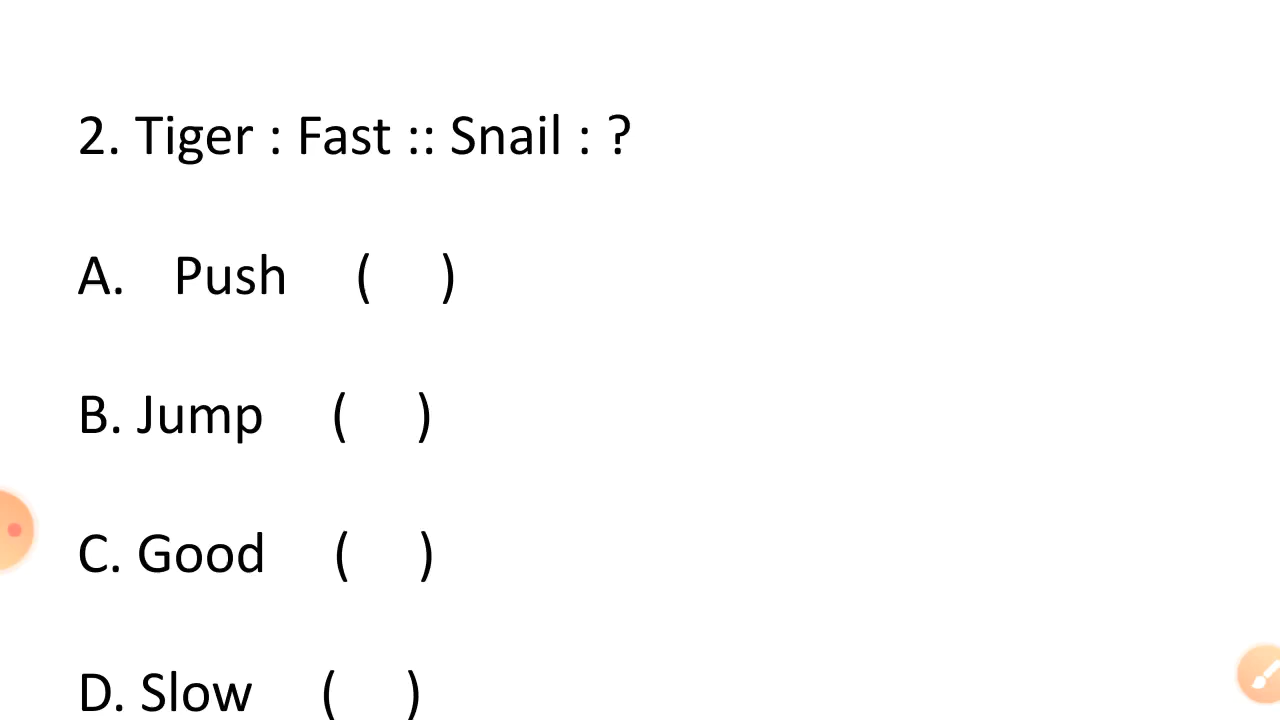 2. Tiger : Fast :: Snail : ?
A. Push ( )
B. Jump ( )
C. Good ( )
D. Slow ( )